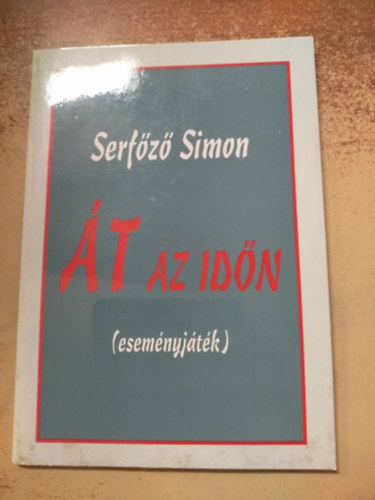 Serfőző Simon
ÁT AZ IDŐN
(eseményjáték)